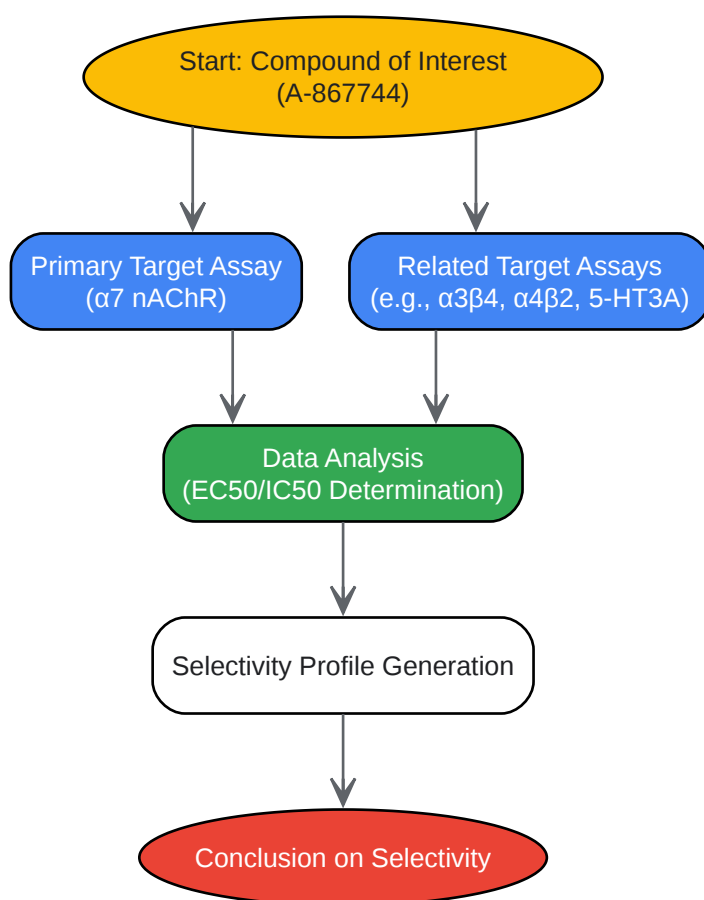 Start: Compound of Interest
(A-867744)
Primary Target Assay
(α7 nAChR)
Related Target Assays
(e.g., α3β4, α4β2, 5-HT3A)
Data Analysis
(EC50/IC50 Determination)
Selectivity Profile Generation
Conclusion on Selectivity